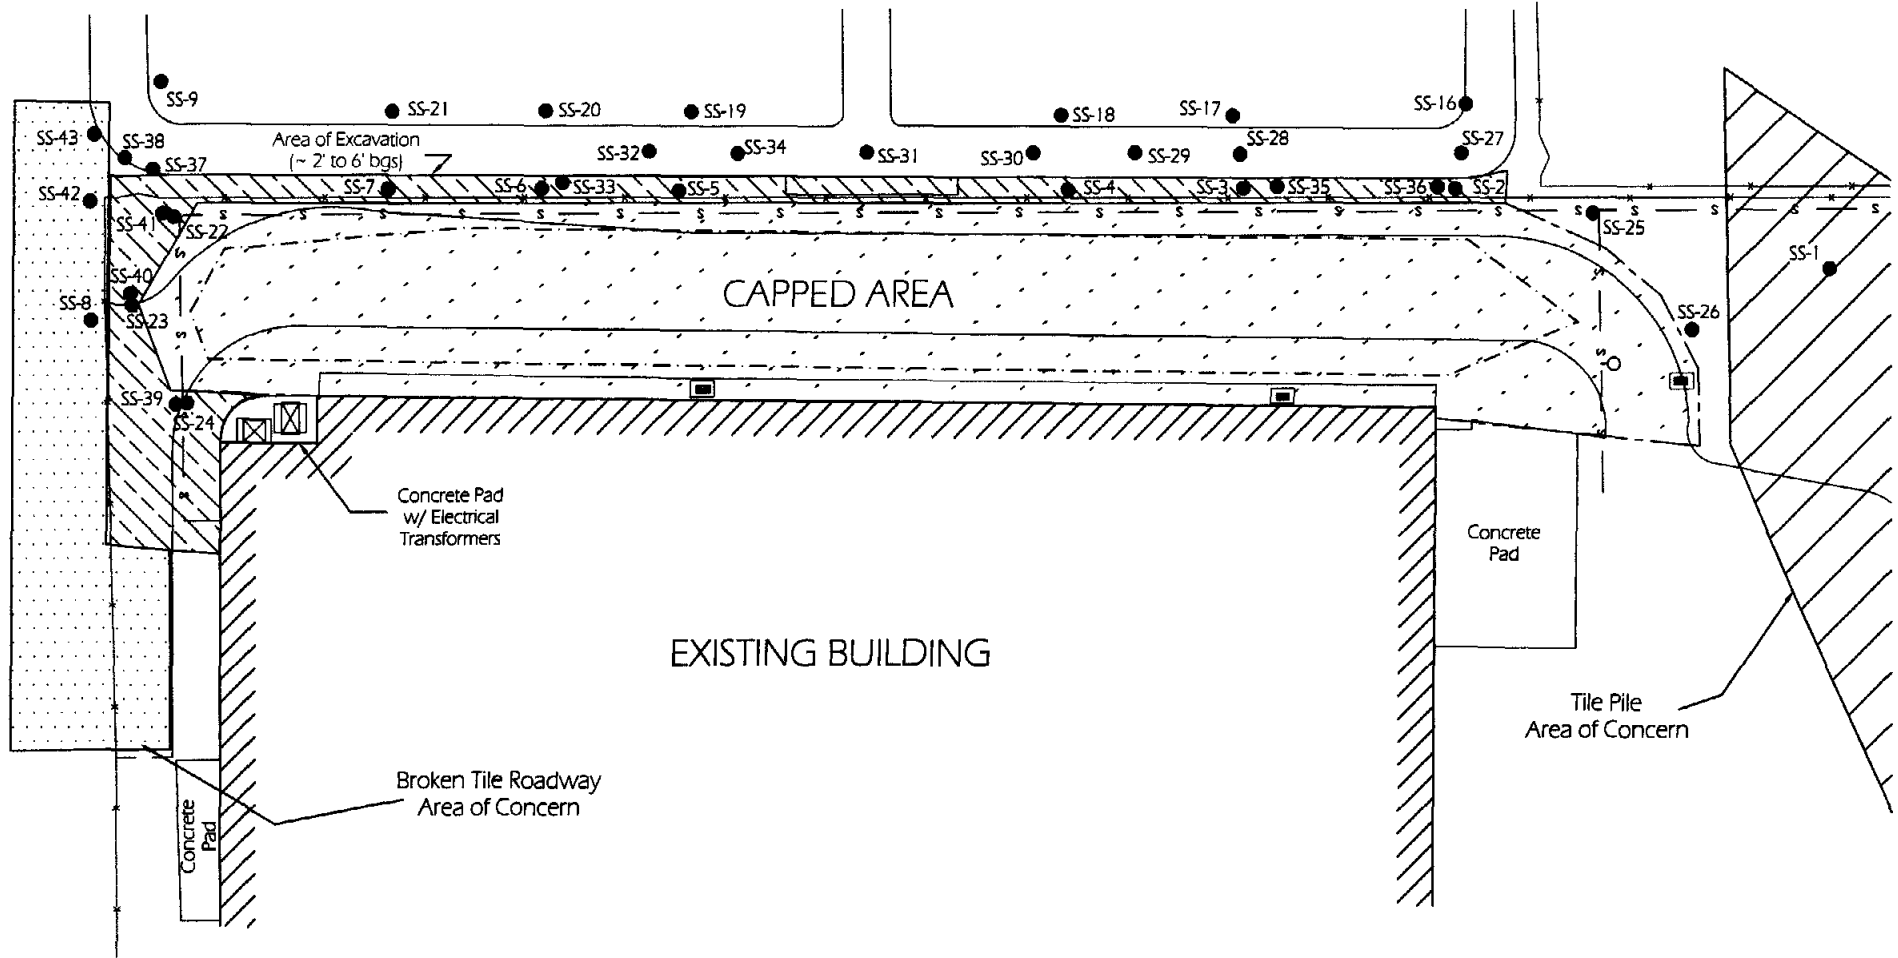 SS-9
SS-21
SS-20
SS-19
SS-18
SS-17
SS-16
SS-43
SS-38
SS-37
Area of Excavation
(~ 2' to 6' bgs)
SS-32
SS-34
SS-31
SS-30
SS-29
SS-28
SS-27
SS-42
SS-7
SS-6
SS-33
SS-5
SS-4
SS-3
SS-35
SS-36
SS-2
SS-41
SS-22
SS-25
SS-1
SS-40
SS-8
SS-23
CAPPED AREA
SS-26
SS-39
SS-24
Concrete Pad
w/ Electrical
Transformers
Concrete
Pad
EXISTING BUILDING
Tile Pile
Area of Concern
Broken Tile Roadway
Area of Concern
Concrete
Pad